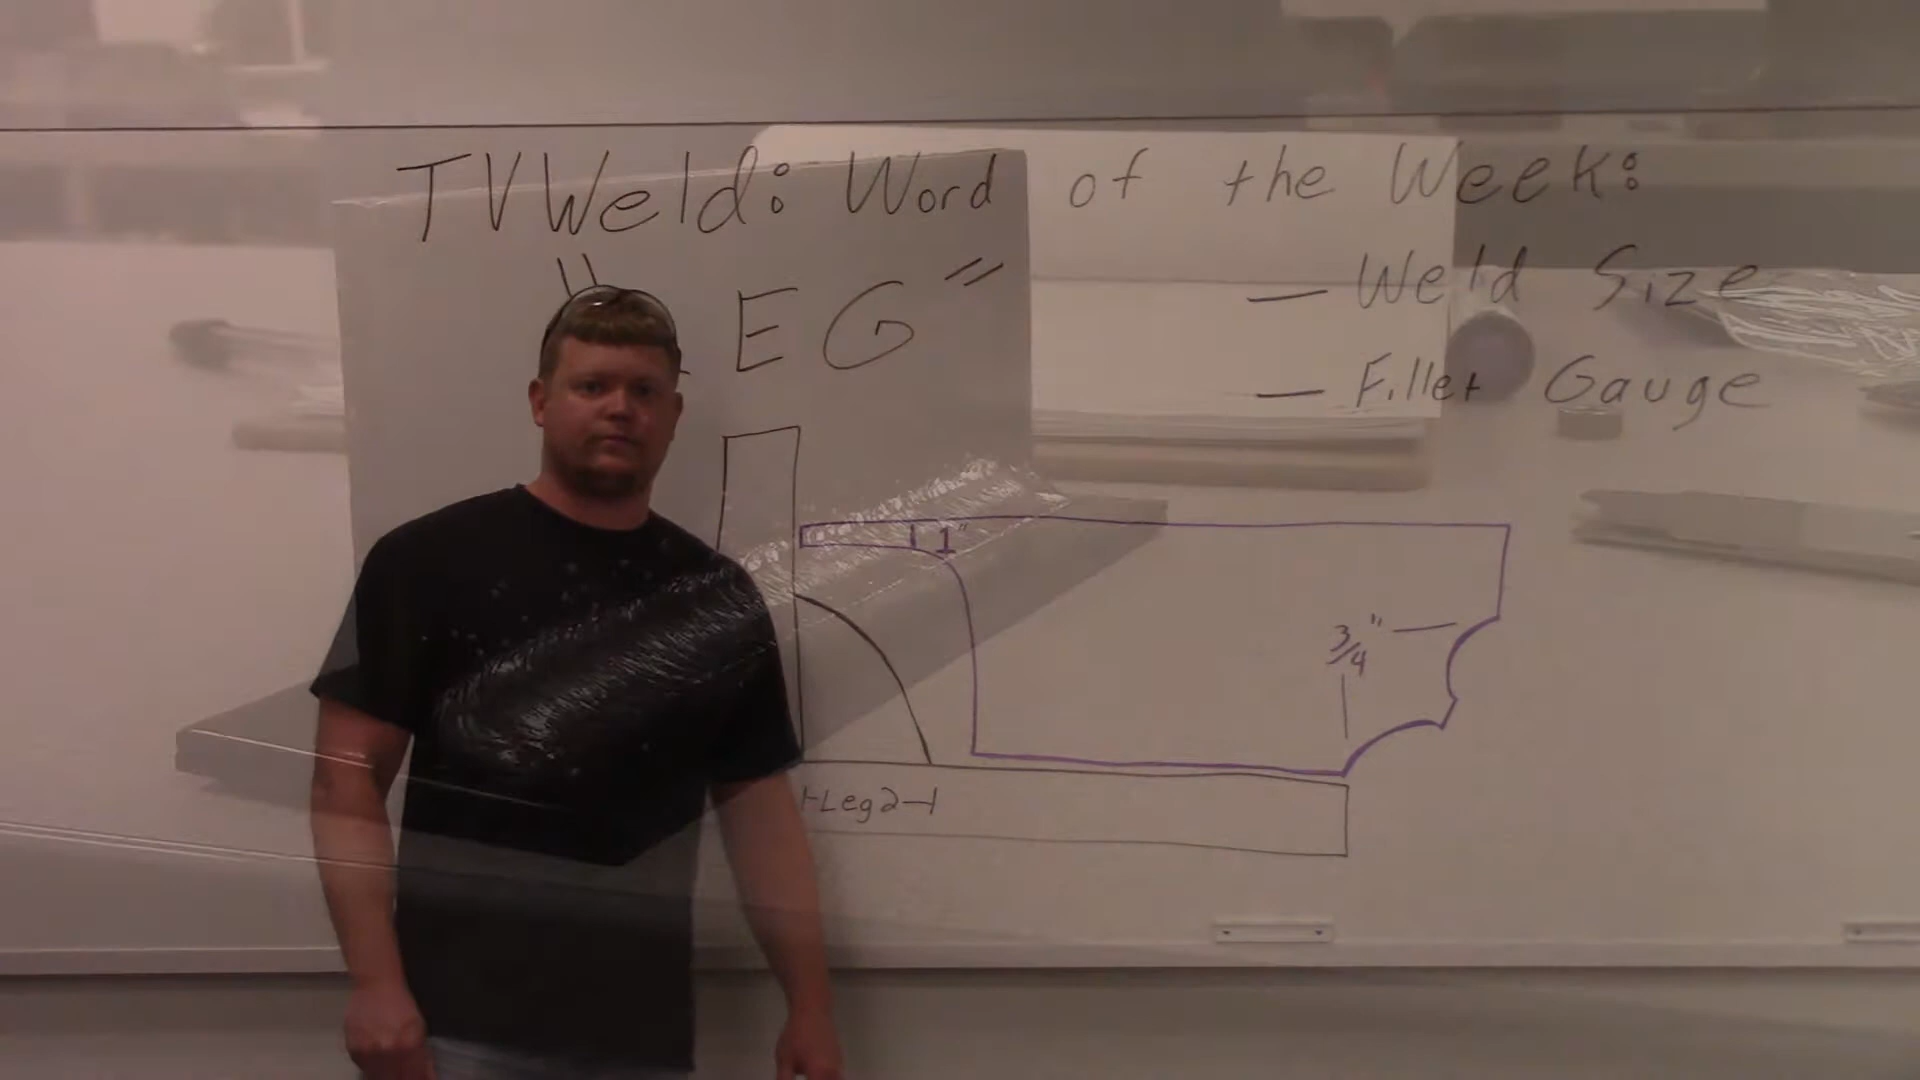 TVWeld: Word of the Week:
"LEG"
— Weld Size
— Fillet Gauge
1"
3/4"
Leg 2